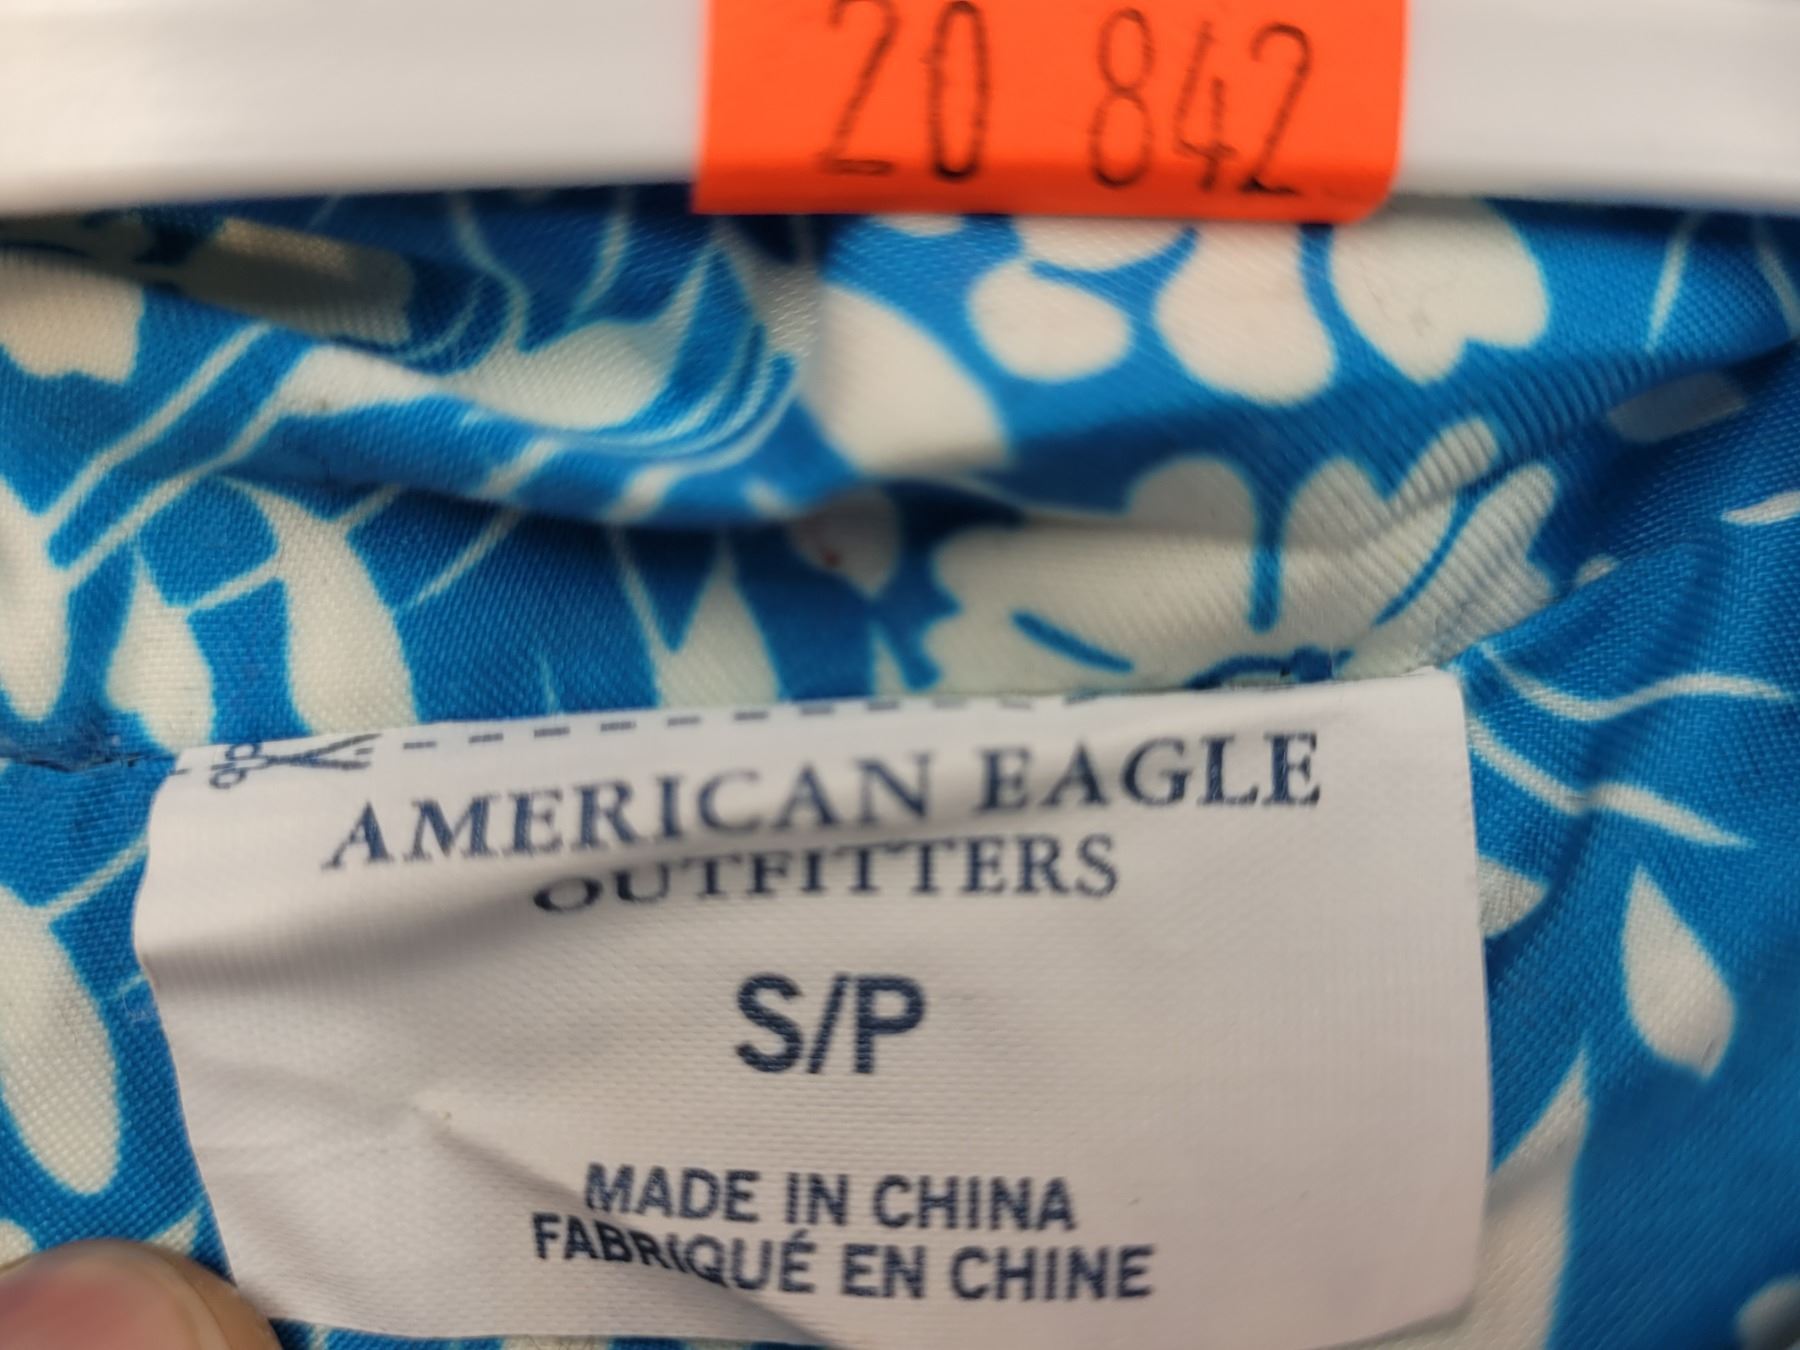 20 842
AMERICAN EAGLE
OUTFITTERS
S/P
MADE IN CHINA
FABRIQUÉ EN CHINE